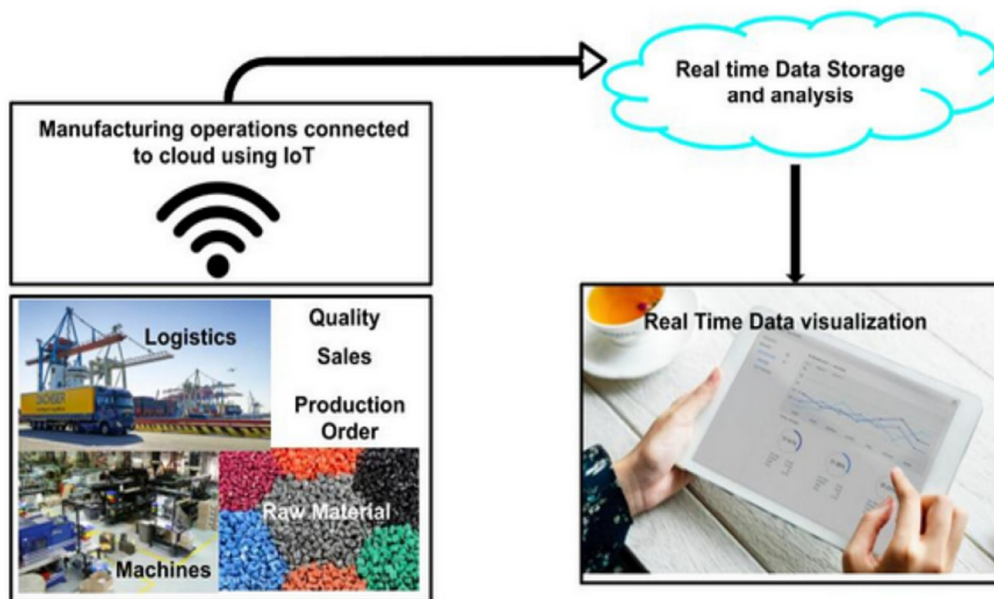 Manufacturing operations connected
to cloud using IoT
Real time Data Storage
and analysis
Logistics
Quality
Sales
Production
Order
Machines
Raw Material
Real Time Data visualization